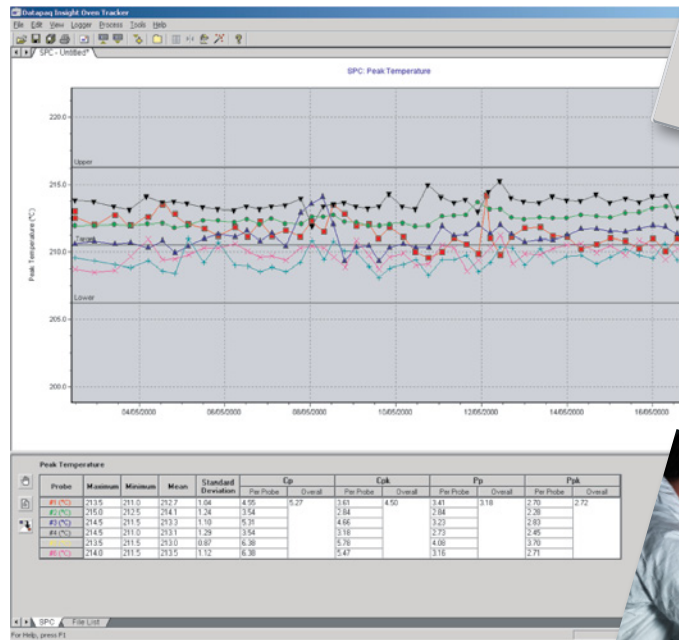 Datapaq Insight Oven Tracker
File Edit View Logger Process Tools Help
SPC - Untitled*
SPC: Peak Temperature
220.0
Upper
215.0
Target
210.0
Lower
205.0
200.0
Peak Temperature (°C)
04/05/2000 06/05/2000 08/05/2000 10/05/2000 12/05/2000 14/05/2000 16/05/2000
Peak Temperature
Probe Maximum Minimum Mean Standard Deviation Cp Cpk Pp Ppk
Per Probe Overall Per Probe Overall Per Probe Overall Per Probe Overall
#1 (°C) 213.5 211.0 212.7 1.04 4.55 5.27 3.61 4.50 3.41 3.18 2.70 2.72
#2 (°C) 215.0 212.5 214.1 1.24 3.54 2.84 2.84 2.28
#3 (°C) 214.5 211.5 213.3 1.10 5.31 4.66 3.23 2.83
#4 (°C) 214.5 211.0 213.1 1.29 3.54 3.18 2.73 2.45
213.5 211.5 213.0 0.87 6.38 5.78 4.08 3.70
#6 (°C) 214.0 211.5 213.5 1.12 6.38 5.47 3.16 2.71
SPC File List
For Help, press F1